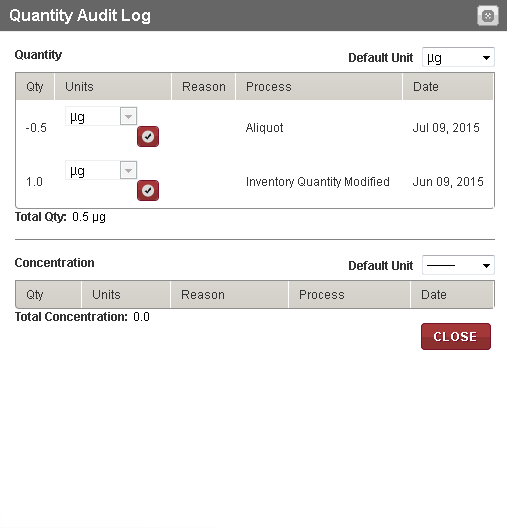 Quantity Audit Log
Quantity
Default Unit µg
Qty Units Reason Process Date
-0.5 µg Aliquot Jul 09, 2015
1.0 µg Inventory Quantity Modified Jun 09, 2015
Total Qty: 0.5 µg
Concentration
Default Unit ——
Qty Units Reason Process Date
Total Concentration: 0.0
CLOSE